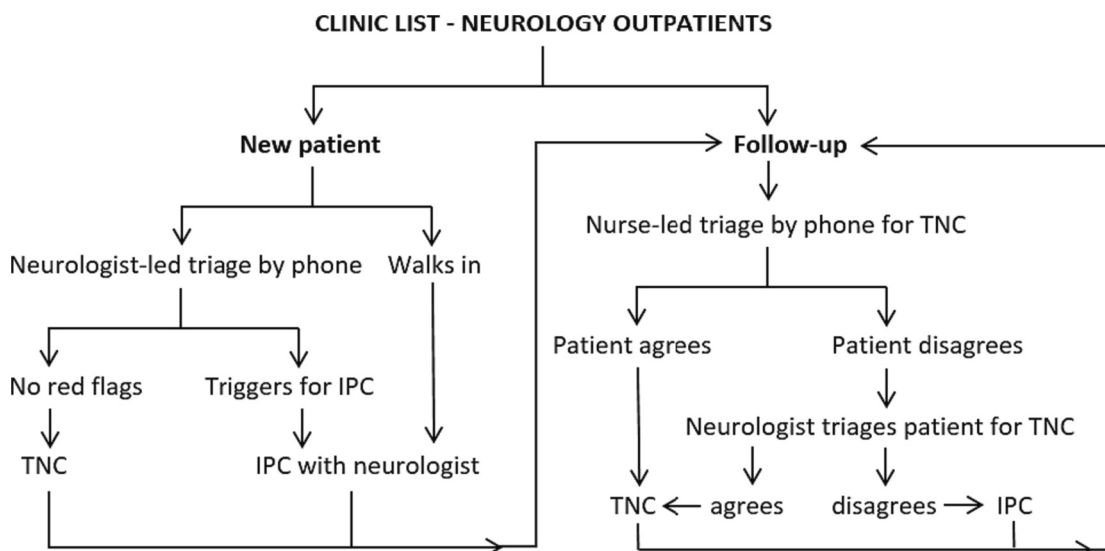 CLINIC LIST - NEUROLOGY OUTPATIENTS
New patient
Follow-up
Neurologist-led triage by phone
Walks in
No red flags
Triggers for IPC
TNC
IPC with neurologist
Nurse-led triage by phone for TNC
Patient agrees
Patient disagrees
Neurologist triages patient for TNC
TNC
agrees
disagrees
IPC